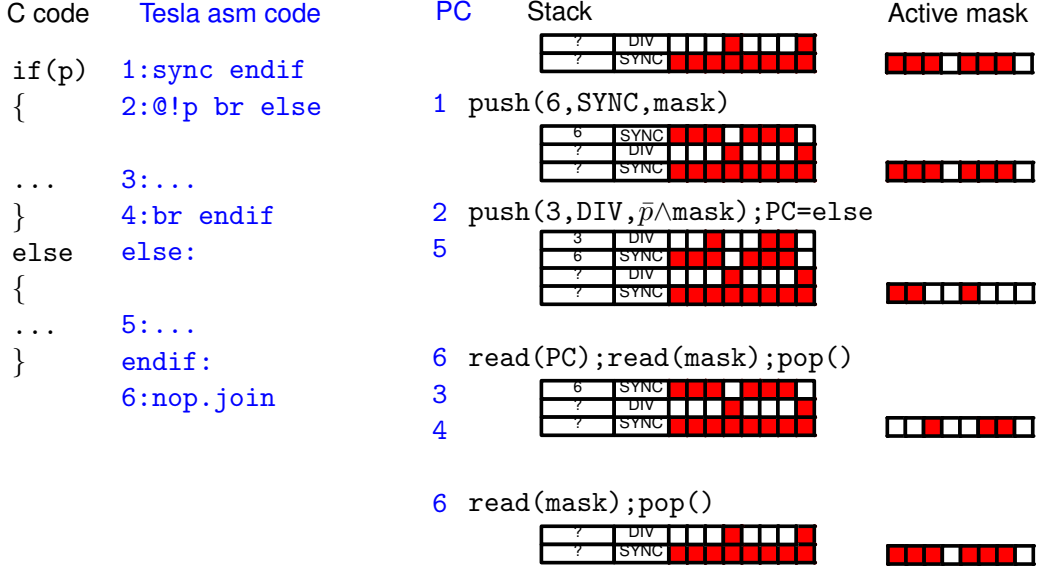 C code Tesla asm code PC Stack Active mask
? DIV
? SYNC
if(p) 1:sync endif
{ 2:@!p br else 1 push(6,SYNC,mask)
6 SYNC
? DIV
? SYNC
... 3:...
} 4:br endif 2 push(3,DIV,p̄∧mask);PC=else
else else: 5
3 DIV
6 SYNC
? DIV
? SYNC
{
... 5:...
} endif: 6 read(PC);read(mask);pop()
6:nop.join 3
6 SYNC
? DIV
? SYNC
4
6 read(mask);pop()
? DIV
? SYNC